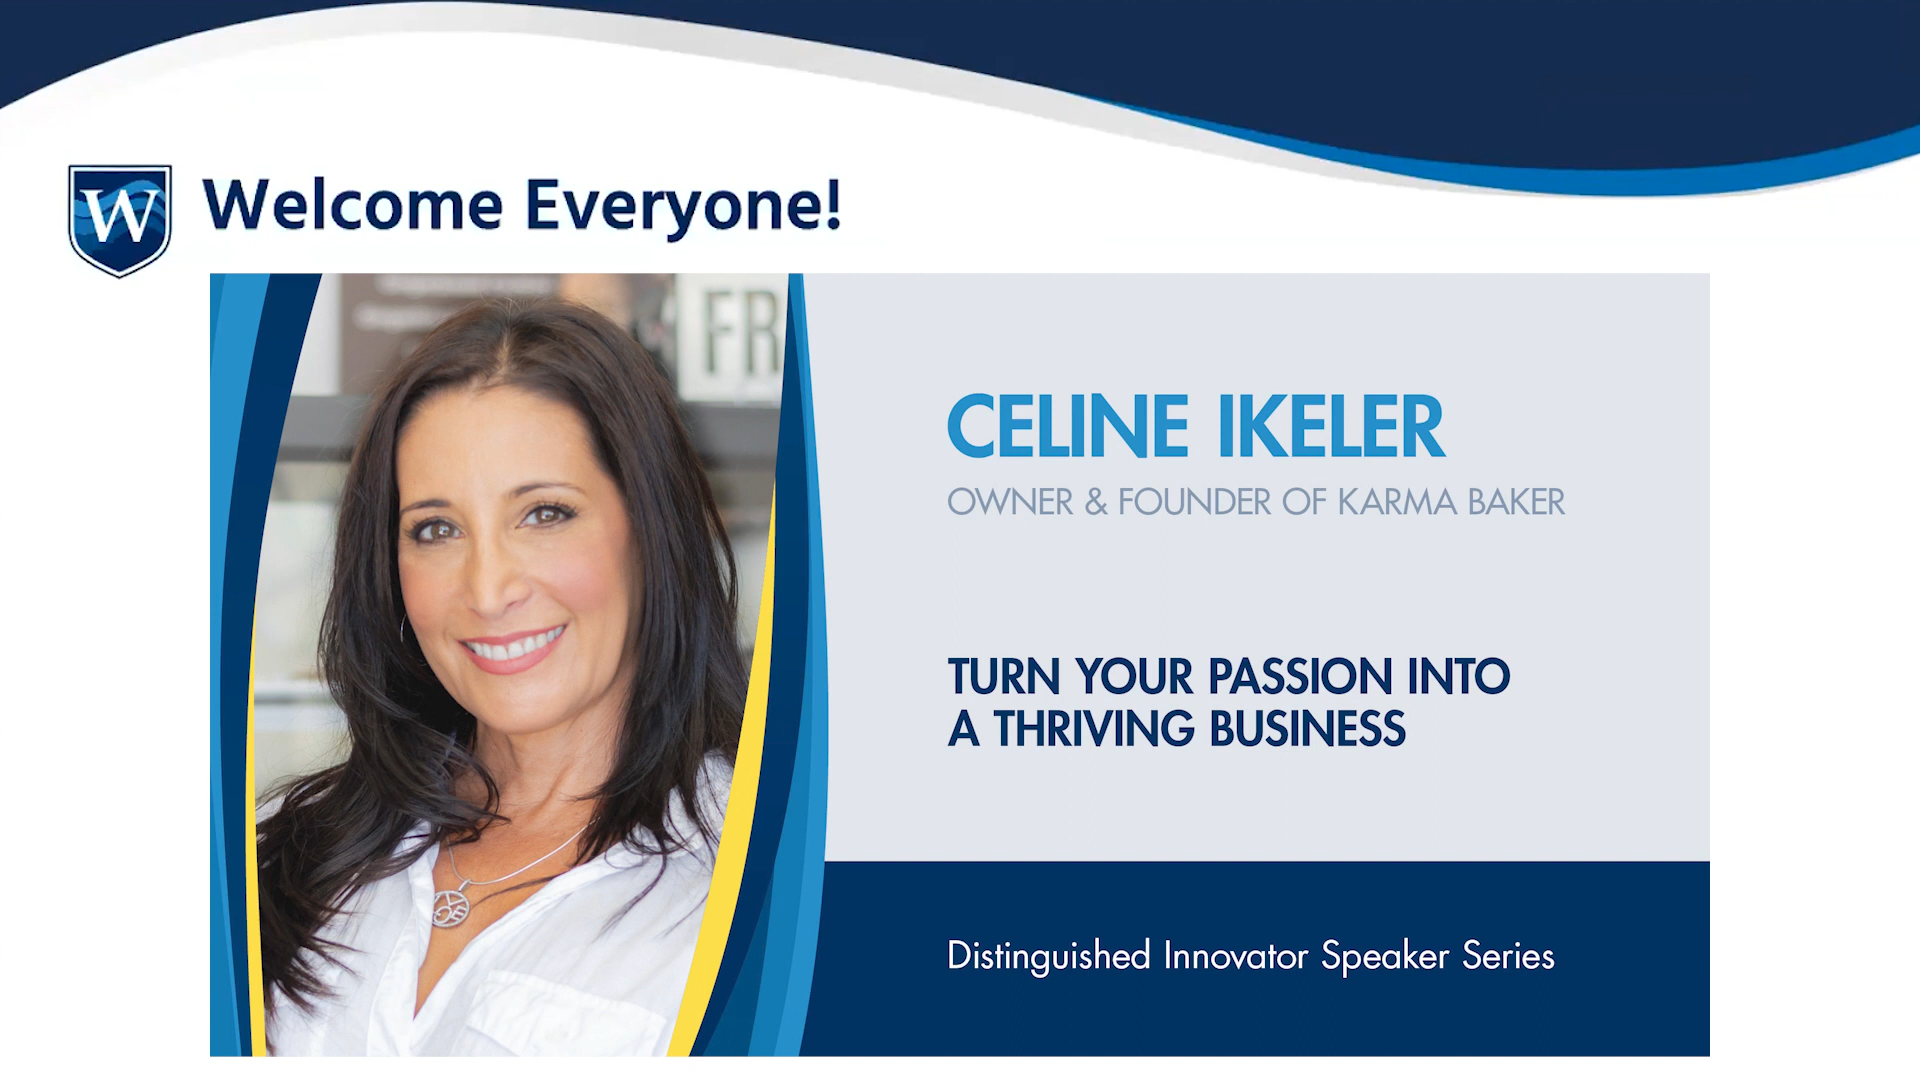 W
Welcome Everyone!
FR
CELINE IKELER
OWNER & FOUNDER OF KARMA BAKER
TURN YOUR PASSION INTO
A THRIVING BUSINESS
Distinguished Innovator Speaker Series